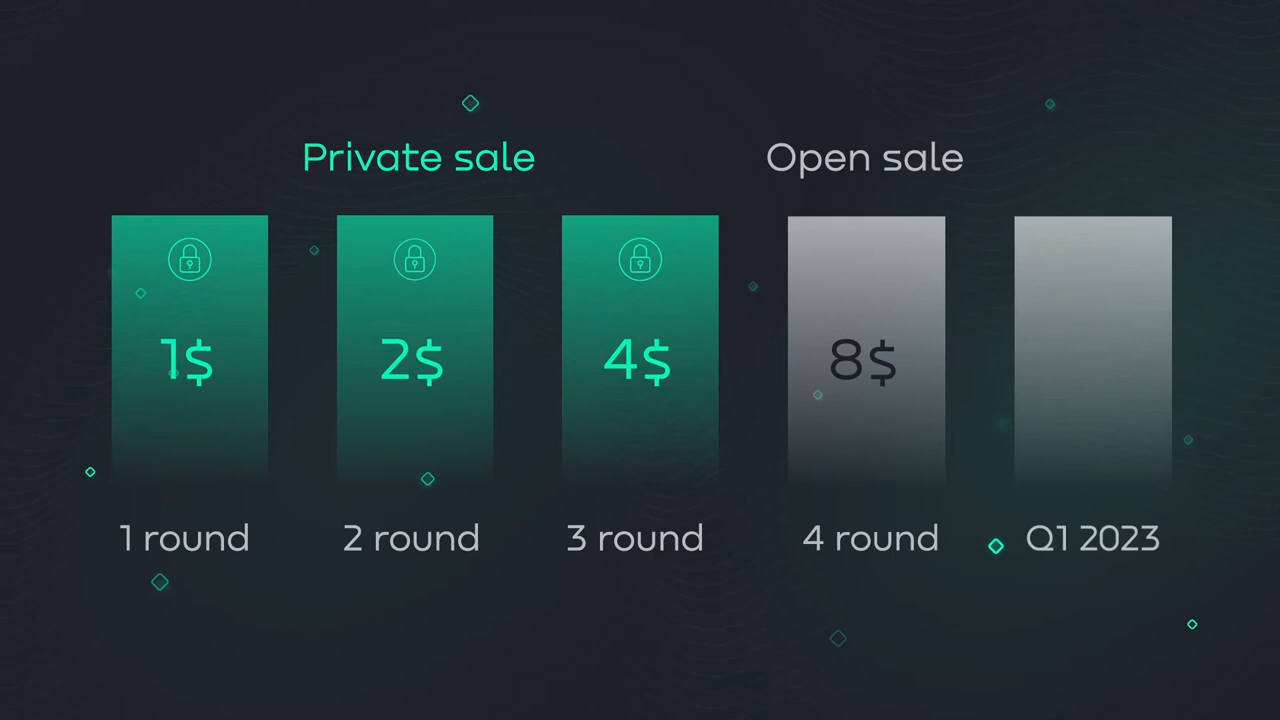 Private sale
Open sale
1$
2$
4$
8$
1 round
2 round
3 round
4 round
Q1 2023